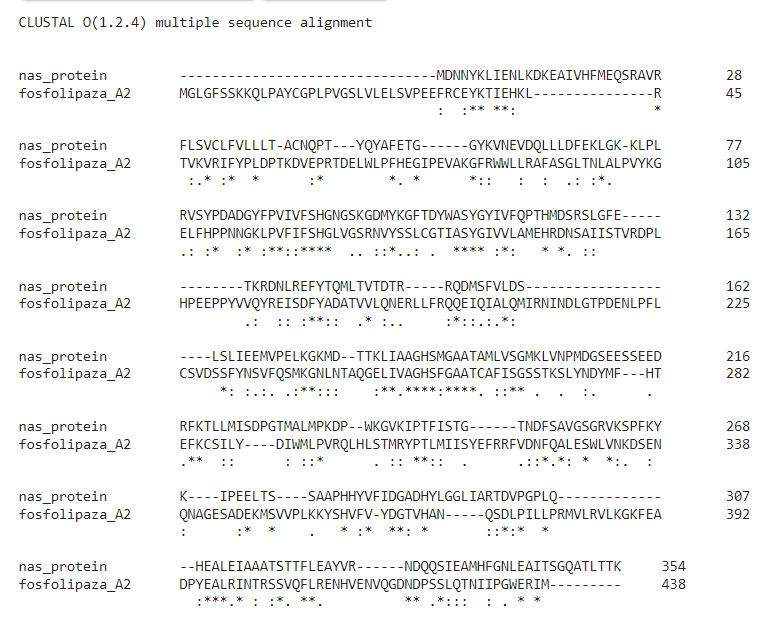 CLUSTAL O(1.2.4) multiple sequence alignment
nas_protein ------------------------------MDNNYKLIENLKDKEAIVHFMEQSRAVR 28
fosfolipaza_A2 MGLGFSSKKQLPAYCGPLPVGSLVLELSVPEEFRCEYKTIEHKL---------------R 45
: :** **: *
nas_protein FLSVCLFVLLLT-ACNQPT---YQYAFETG------GYKVNEVDQLLLDFEKLGK-KLPL 77
fosfolipaza_A2 TVKVRIFYPLDPTKDVEPRTDELWLPFHEGIPEVAKGFRWWLLRAFASGLTNLALPVYKG 105
:.* :* * :* *. * *:: : : .: :*.
nas_protein RVSYPDADGYFPVIVFSHGNGSKGDMYKGFTDYWASYGYIVFQPTHMDSRSLGFE----- 132
fosfolipaza_A2 ELFHPPNNGKLPVFIFSHGLVGSRNVYSSLCGTIASYGIVVLAMEHRDNSAIISTVRDPL 165
.: :* :* :**::**** .. ::*..: . **** :*: * *. ::
nas_protein --------TKRDNLREFYTQMLTVTDTR-----RQDMSFVLDS---------------- 162
fosfolipaza_A2 HPEEPPYVVQYREISDFYADATVVLQNERLLFRQQEIQIALQMIRNINDLGTPDENLPFL 225
.: :: :**:: .* :.. :*::.:.*:
nas_protein ----LSLIEEMVPELKGKMD--TTKLIAAGHSMGAATAMLVSGMKLVNPMDGSEESSEED 216
fosfolipaza_A2 CSVDSSFYNSVFQSMKGNLNTAQGELIVAGHSFGAATCAFISGSSTKSLYNDYMF---HT 282
*: :.:. .:**::: :**.****:****. ::** . . :. .
nas_protein RFKTLLMISDPGTMALMPKDP--WKGVKIPTFISTG------TNDFSAVGSGRVKSPFKY 268
fosfolipaza_A2 EFKCSILY----DIWMLPVRQLHLSTMRYPTLMIISYEFRRFVDNFQALESWLVNKDSEN 338
.** :: : ::* . :: **:: . .::*.*: * *:. :
nas_protein K----IPEELTS----SAAPHHYVFIDGADHYLGGLIARTDVPGPLQ------------- 307
fosfolipaza_A2 QNAGESADEKMSVVPLKKYSHVFV-YDGTVHAN-----QSDLPILLPRMVLRVLKGKFEA 392
: :* * . * :* **: * ::*:* *
nas_protein --HEALEIAAATSTTFLEAYVR------NDQQSIEAMHFGNLEAITSGQATLTTK 354
fosfolipaza_A2 DPYEALRINTRSSVQFLRENHVENVQGDNDPSSLQTNIIPGWERIM--------- 438
:***.* : :*. **. ** .*::: : . * *